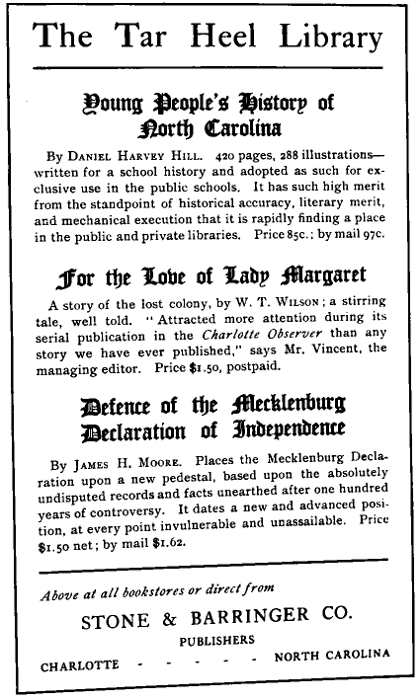 The Tar Heel Library
Young People's History of
North Carolina
By DANIEL HARVEY HILL. 420 pages, 288 illustrations—
written for a school history and adopted as such for ex-
clusive use in the public schools. It has such high merit
from the standpoint of historical accuracy, literary merit,
and mechanical execution that it is rapidly finding a place
in the public and private libraries. Price 85c.; by mail 97c.
For the Love of Lady Margaret
A story of the lost colony, by W. T. WILSON; a stirring
tale, well told. "Attracted more attention during its
serial publication in the Charlotte Observer than any
story we have ever published," says Mr. Vincent, the
managing editor. Price $1.50, postpaid.
Defence of the Mecklenburg
Declaration of Independence
By JAMES H. MOORE. Places the Mecklenburg Decla-
ration upon a new pedestal, based upon the absolutely
undisputed records and facts unearthed after one hundred
years of controversy. It dates a new and advanced posi-
tion, at every point invulnerable and unassailable. Price
$1.50 net; by mail $1.62.
Above at all bookstores or direct from
STONE & BARRINGER CO.
PUBLISHERS
CHARLOTTE - - - - - NORTH CAROLINA